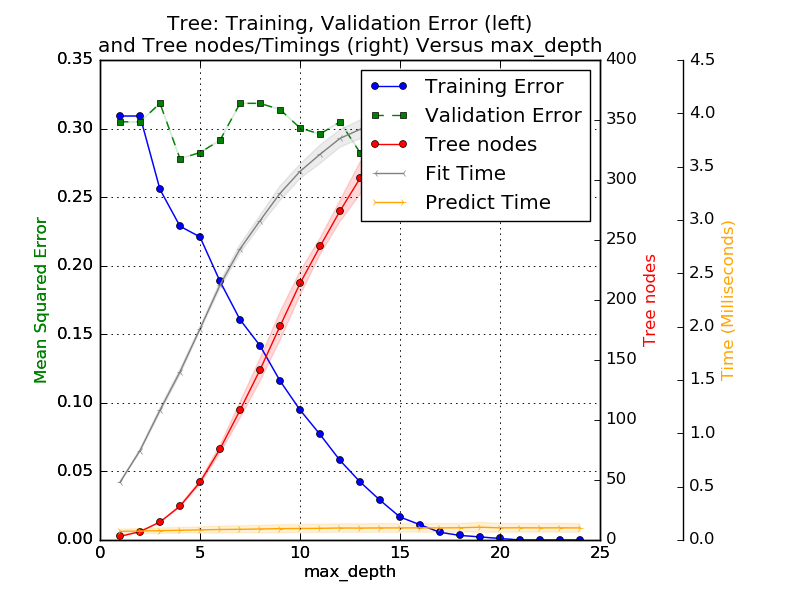 Tree: Training, Validation Error (left)
and Tree nodes/Timings (right) Versus max_depth
Training Error
Validation Error
Tree nodes
Fit Time
Predict Time
Mean Squared Error
0.35
0.30
0.25
0.20
0.15
0.10
0.05
0.00
0 5 10 15 20 25
max_depth
400
350
300
250
200
150
100
50
0
Tree nodes
4.5
4.0
3.5
3.0
2.5
2.0
1.5
1.0
0.5
0.0
Time (Milliseconds)